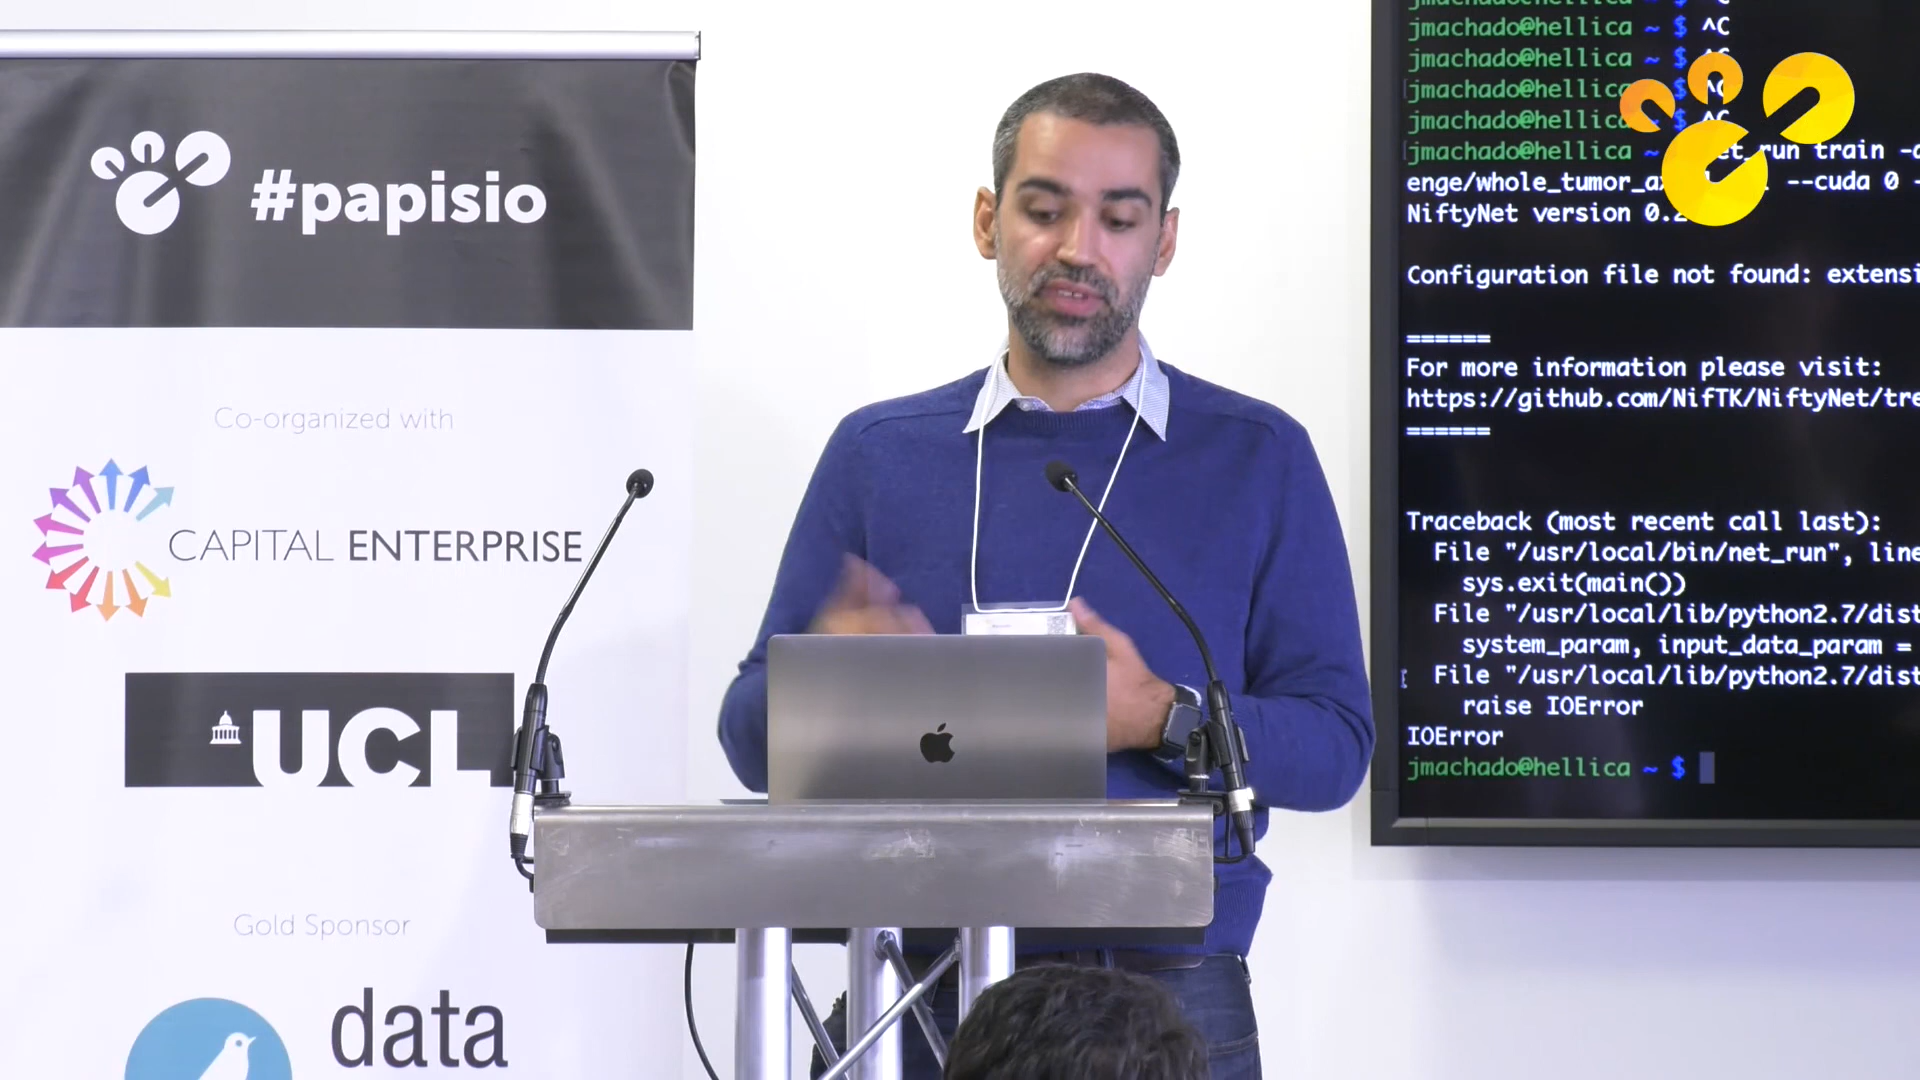 #papisio
Co-organized with
CAPITAL ENTERPRISE
UCL
Gold Sponsor
data
jmachado@hellica ~ $ ^C
jmachado@hellica ~ $ ^C
jmachado@hellica ~ $
jmachado@hellica $ ^C
jmachado@hellica ~ $
jmachado@hellica ~ run train
enge/whole_tumor --cuda 0
NiftyNet version
Configuration file not found:
======
For more information please visit:
https://github.com/NifTK/NiftyNet/tre
======
Traceback (most recent call last):
File "/usr/local/bin/net_run", line
sys.exit(main())
File "/usr/local/lib/python2.7/dist
system_param, input_data_param =
File "/usr/local/lib/python2.7/dist
raise IOError
IOError
jmachado@hellica ~ $